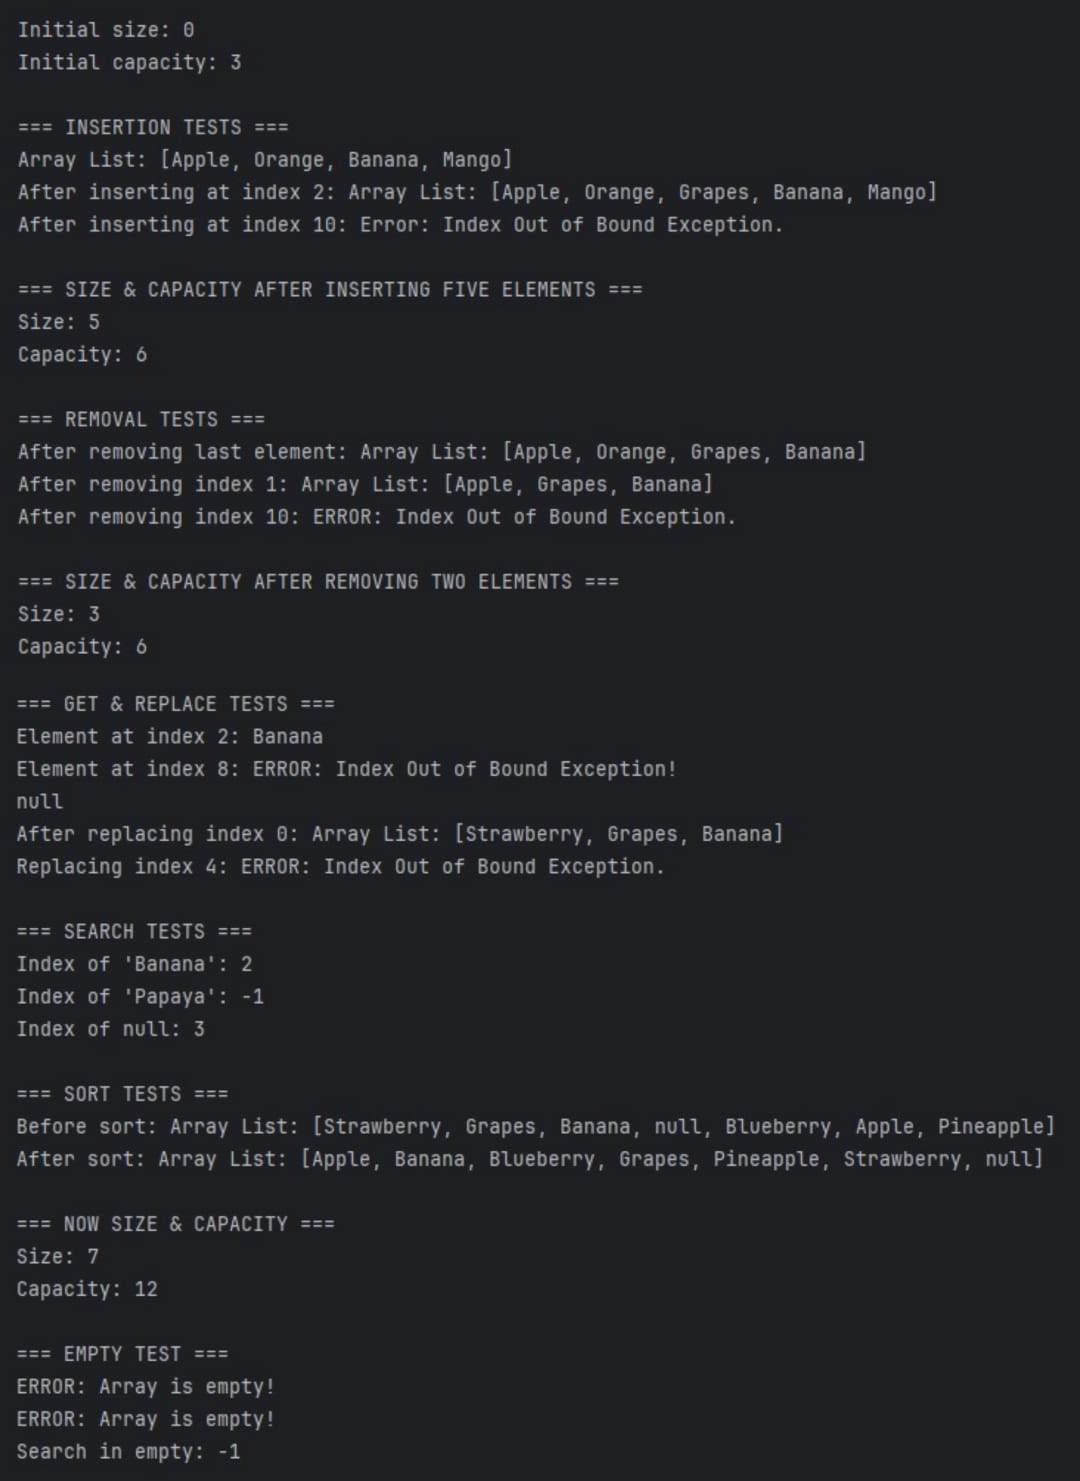 Initial size: 0
Initial capacity: 3
=== INSERTION TESTS ===
Array List: [Apple, Orange, Banana, Mango]
After inserting at index 2: Array List: [Apple, Orange, Grapes, Banana, Mango]
After inserting at index 10: Error: Index Out of Bound Exception.
=== SIZE & CAPACITY AFTER INSERTING FIVE ELEMENTS ===
Size: 5
Capacity: 6
=== REMOVAL TESTS ===
After removing last element: Array List: [Apple, Orange, Grapes, Banana]
After removing index 1: Array List: [Apple, Grapes, Banana]
After removing index 10: ERROR: Index Out of Bound Exception.
=== SIZE & CAPACITY AFTER REMOVING TWO ELEMENTS ===
Size: 3
Capacity: 6
=== GET & REPLACE TESTS ===
Element at index 2: Banana
Element at index 8: ERROR: Index Out of Bound Exception!
null
After replacing index 0: Array List: [Strawberry, Grapes, Banana]
Replacing index 4: ERROR: Index Out of Bound Exception.
=== SEARCH TESTS ===
Index of 'Banana': 2
Index of 'Papaya': -1
Index of null: 3
=== SORT TESTS ===
Before sort: Array List: [Strawberry, Grapes, Banana, null, Blueberry, Apple, Pineapple]
After sort: Array List: [Apple, Banana, Blueberry, Grapes, Pineapple, Strawberry, null]
=== NOW SIZE & CAPACITY ===
Size: 7
Capacity: 12
=== EMPTY TEST ===
ERROR: Array is empty!
ERROR: Array is empty!
Search in empty: -1